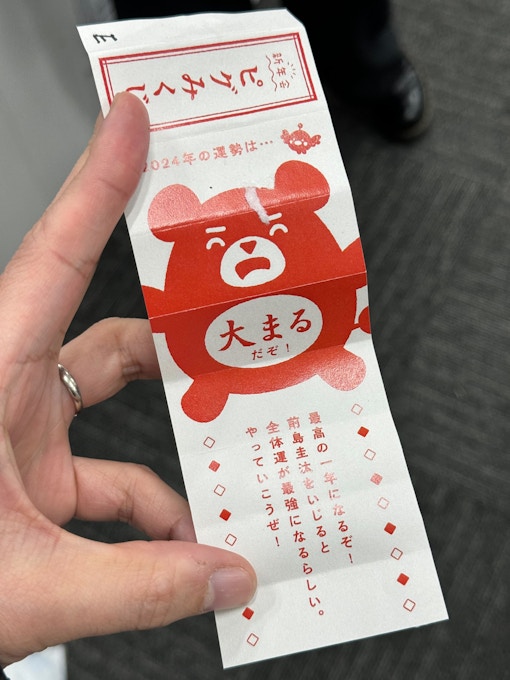 新年会
ピグみくじ
2024年の運勢は…
大まる
だぞ！
最高の一年になるぞ！
前島圭汰をいじると
全体運が最強になるらしい。
やっていこうぜ！